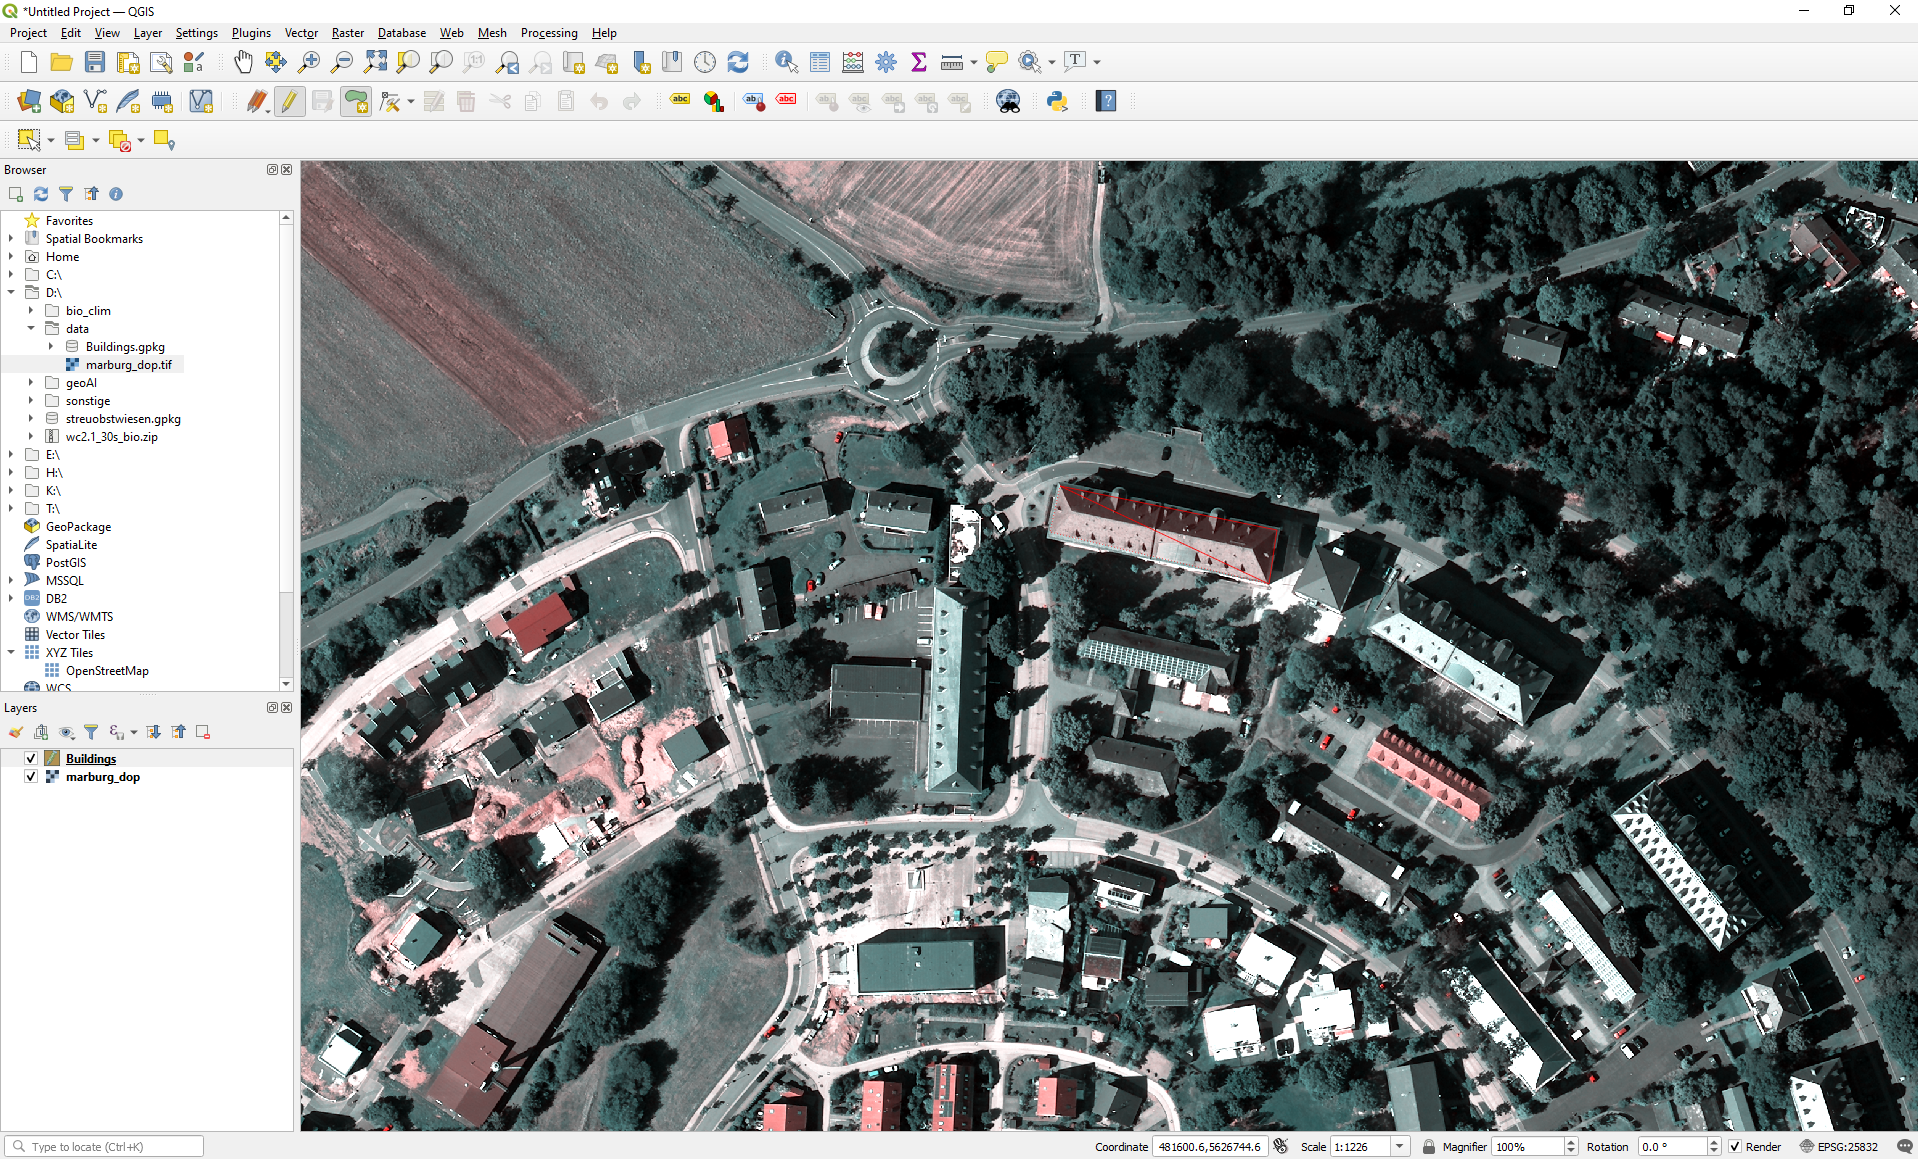 *Untitled Project — QGIS
Project Edit View Layer Settings Plugins Vector Raster Database Web Mesh Processing Help
Browser
Favorites
Spatial Bookmarks
Home
C:\
D:\
bio_clim
data
Buildings.gpkg
marburg_dop.tif
geoAI
sonstige
streuobstwiesen.gpkg
wc2.1_30s_bio.zip
E:\
H:\
K:\
T:\
GeoPackage
SpatiaLite
PostGIS
MSSQL
DB2
WMS/WMTS
Vector Tiles
XYZ Tiles
OpenStreetMap
WCS
Layers
Buildings
marburg_dop
Type to locate (Ctrl+K) Coordinate 481600.6,5626744.6 Scale 1:1226 Magnifier 100% Rotation 0.0 ° Render EPSG:25832